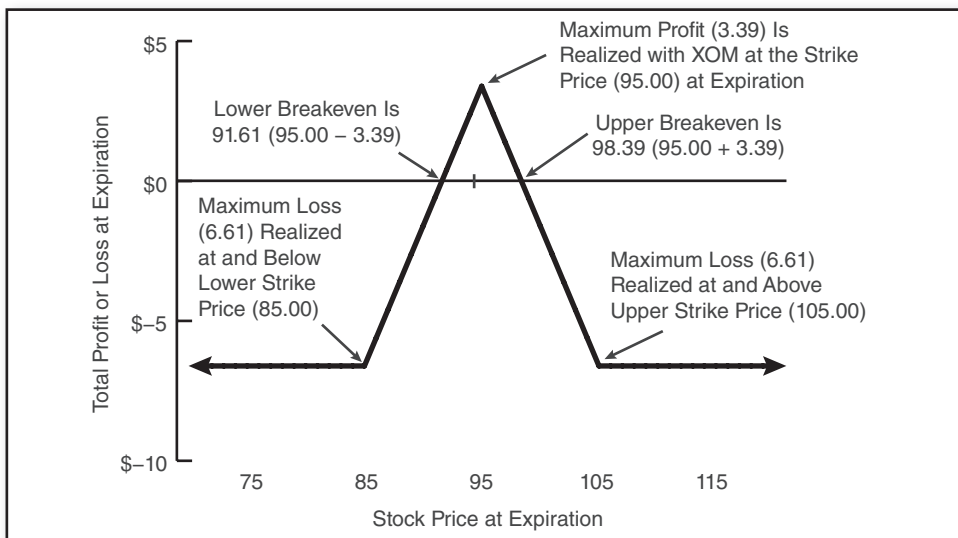 Maximum Profit (3.39) Is
Realized with XOM at the Strike
Price (95.00) at Expiration
Lower Breakeven Is
91.61 (95.00 – 3.39)
Upper Breakeven Is
98.39 (95.00 + 3.39)
Maximum Loss
(6.61) Realized
at and Below
Lower Strike
Price (85.00)
Maximum Loss (6.61)
Realized at and Above
Upper Strike Price (105.00)
Total Profit or Loss at Expiration
$5
$0
$–5
$–10
75 85 95 105 115
Stock Price at Expiration